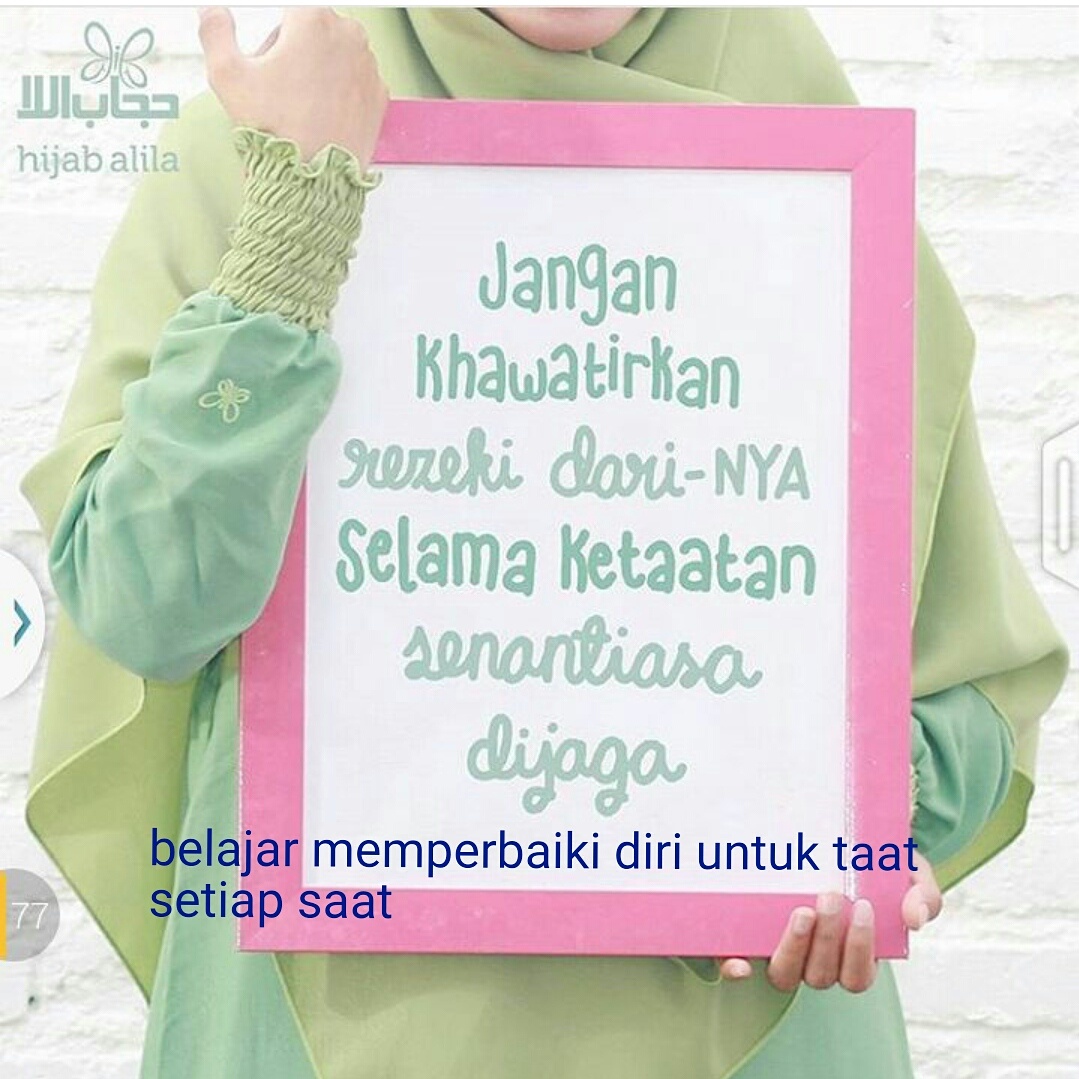 حجاب اللا
hijab alila
Jangan
Khawatirkan
rezeki dari-NYA
Selama Ketaatan
senantiasa
dijaga
belajar memperbaiki diri untuk taat
setiap saat
77